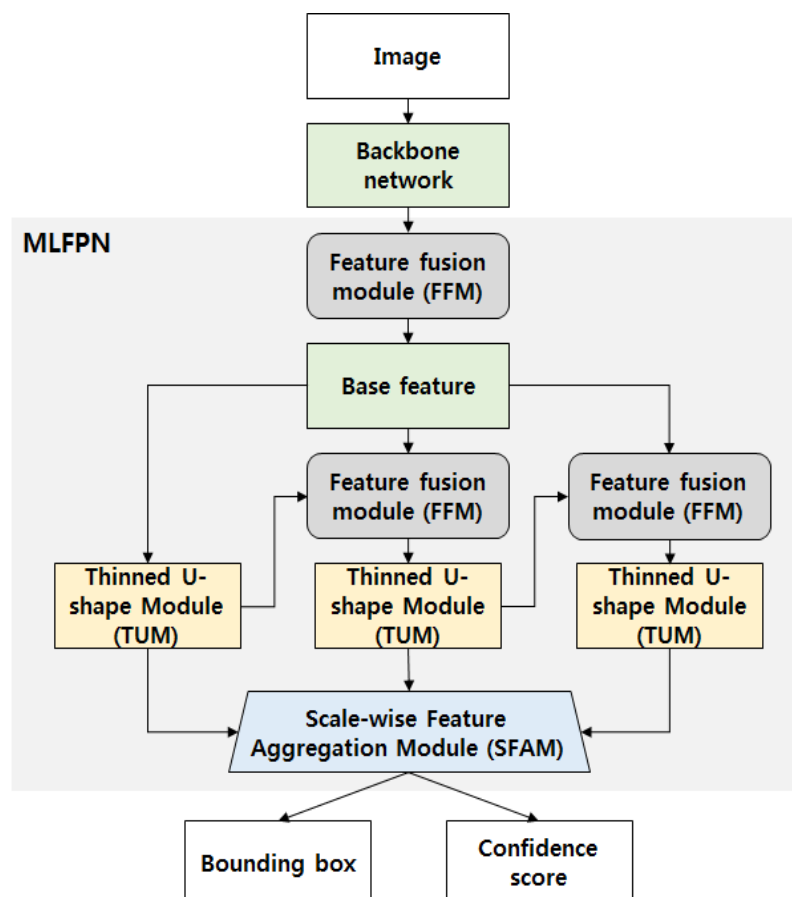 Image
Backbone
network
MLFPN
Feature fusion
module (FFM)
Base feature
Feature fusion
module (FFM)
Feature fusion
module (FFM)
Thinned U-
shape Module
(TUM)
Thinned U-
shape Module
(TUM)
Thinned U-
shape Module
(TUM)
Scale-wise Feature
Aggregation Module (SFAM)
Bounding box
Confidence
score